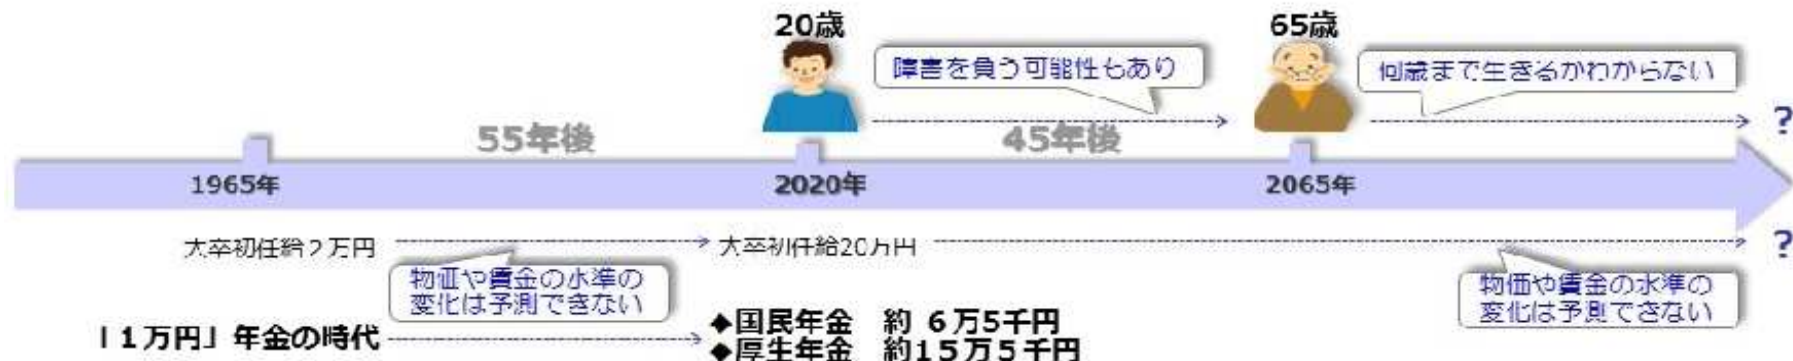 20歳
65歳
障害を負う可能性もあり
何歳まで生きるかわからない
?
55年後
45年後
1965年
2020年
2065年
大卒初任給2万円
大卒初任給20万円
?
物価や賃金の水準の
変化は予測できない
物価や賃金の水準の
変化は予測できない
「1万円」年金の時代
◆国民年金 約 6万5千円
◆厚生年金 約15万5千円